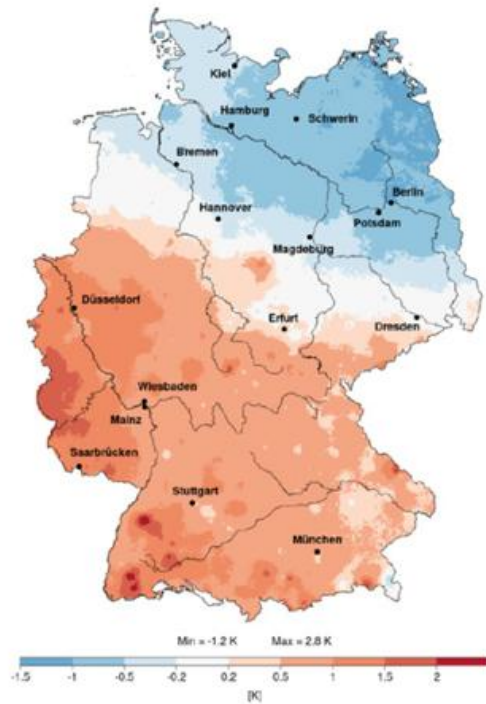 Kiel
Hamburg
Schwerin
Bremen
Berlin
Hannover
Potsdam
Magdeburg
Düsseldorf
Erfurt
Dresden
Wiesbaden
Mainz
Saarbrücken
Stuttgart
München
Min = -1.2 K Max = 2.8 K
-1.5 -1 -0.5 -0.2 0.2 0.5 1 1.5 2
[K]